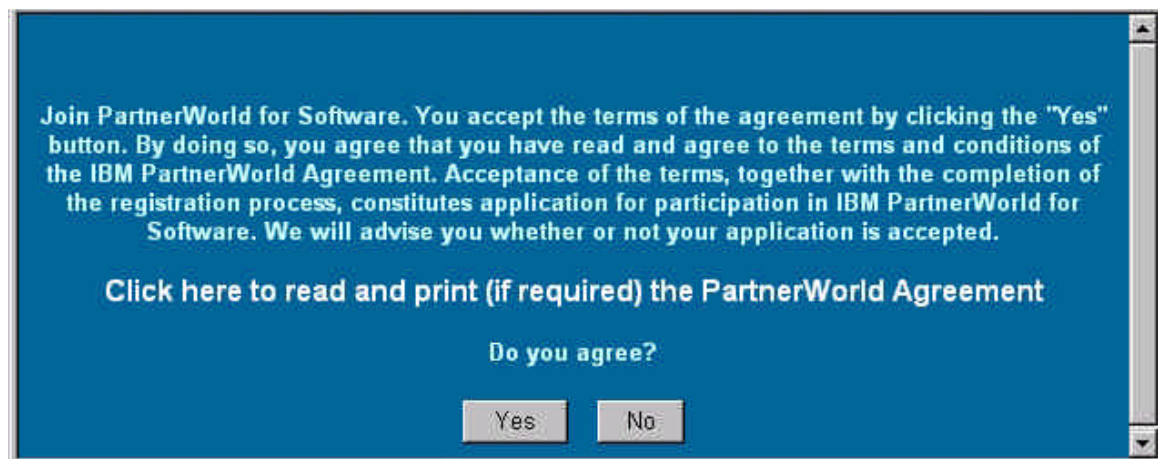 Join PartnerWorld for Software. You accept the terms of the agreement by clicking the "Yes"
button. By doing so, you agree that you have read and agree to the terms and conditions of
the IBM PartnerWorld Agreement. Acceptance of the terms, together with the completion of
the registration process, constitutes application for participation in IBM PartnerWorld for
Software. We will advise you whether or not your application is accepted.
Click here to read and print (if required) the PartnerWorld Agreement
Do you agree?
Yes No